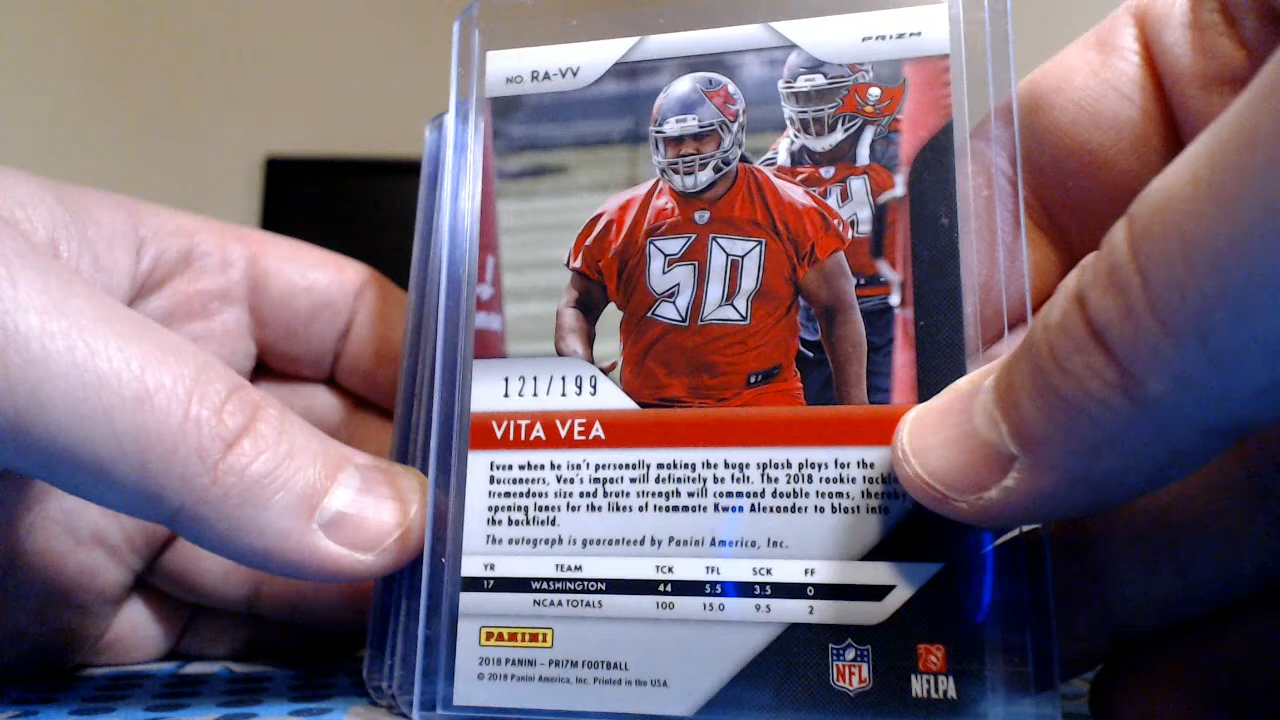 PRIZM
NO. RA-VV
50
121/199
VITA VEA
Even when he isn't personally making the huge splash plays for the
Buccaneers, Vea's impact will definitely be felt. The 2018 rookie
tremendous size and brute strength will command double teams,
opening lanes for the likes of teammate Kwon Alexander to blast into
the backfield.
The autograph is guaranteed by Panini America, Inc.
YR TEAM TCK TFL SCK FF
17 WASHINGTON 44 5.5 3.5 0
NCAA TOTALS 100 15.0 9.5 2
PANINI
2018 PANINI – PRIZM FOOTBALL
© 2018 Panini America, Inc. Printed in the USA.
NFL
NFLPA